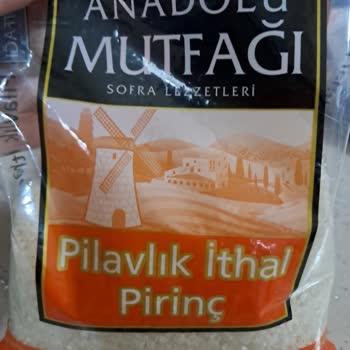 ANADOLU
MUTFAĞI
SOFRA LEZZETLERİ
Pilavlık İthal
Pirinç